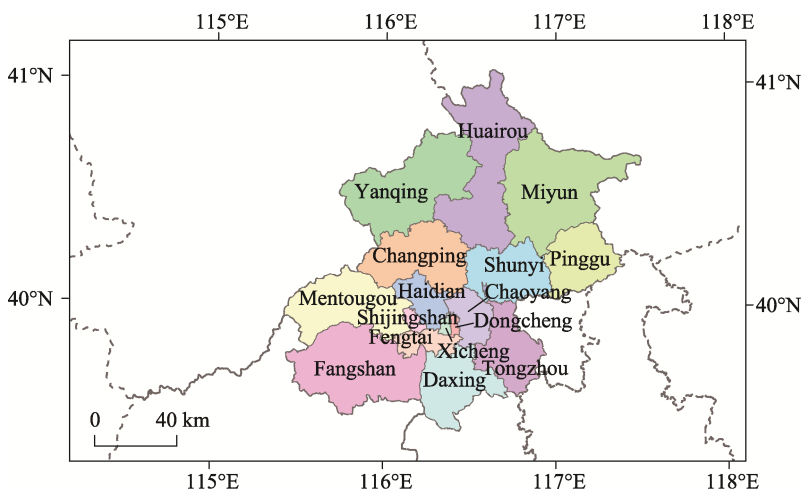 115°E 116°E 117°E 118°E
41°N
41°N
Huairou
Yanqing
Miyun
Changping
Shunyi
Pinggu
Haidian
Chaoyang
40°N
Mentougou
40°N
Shijingshan
Dongcheng
Fengtai
Xicheng
Fangshan
Tongzhou
Daxing
0 40 km
115°E 116°E 117°E 118°E